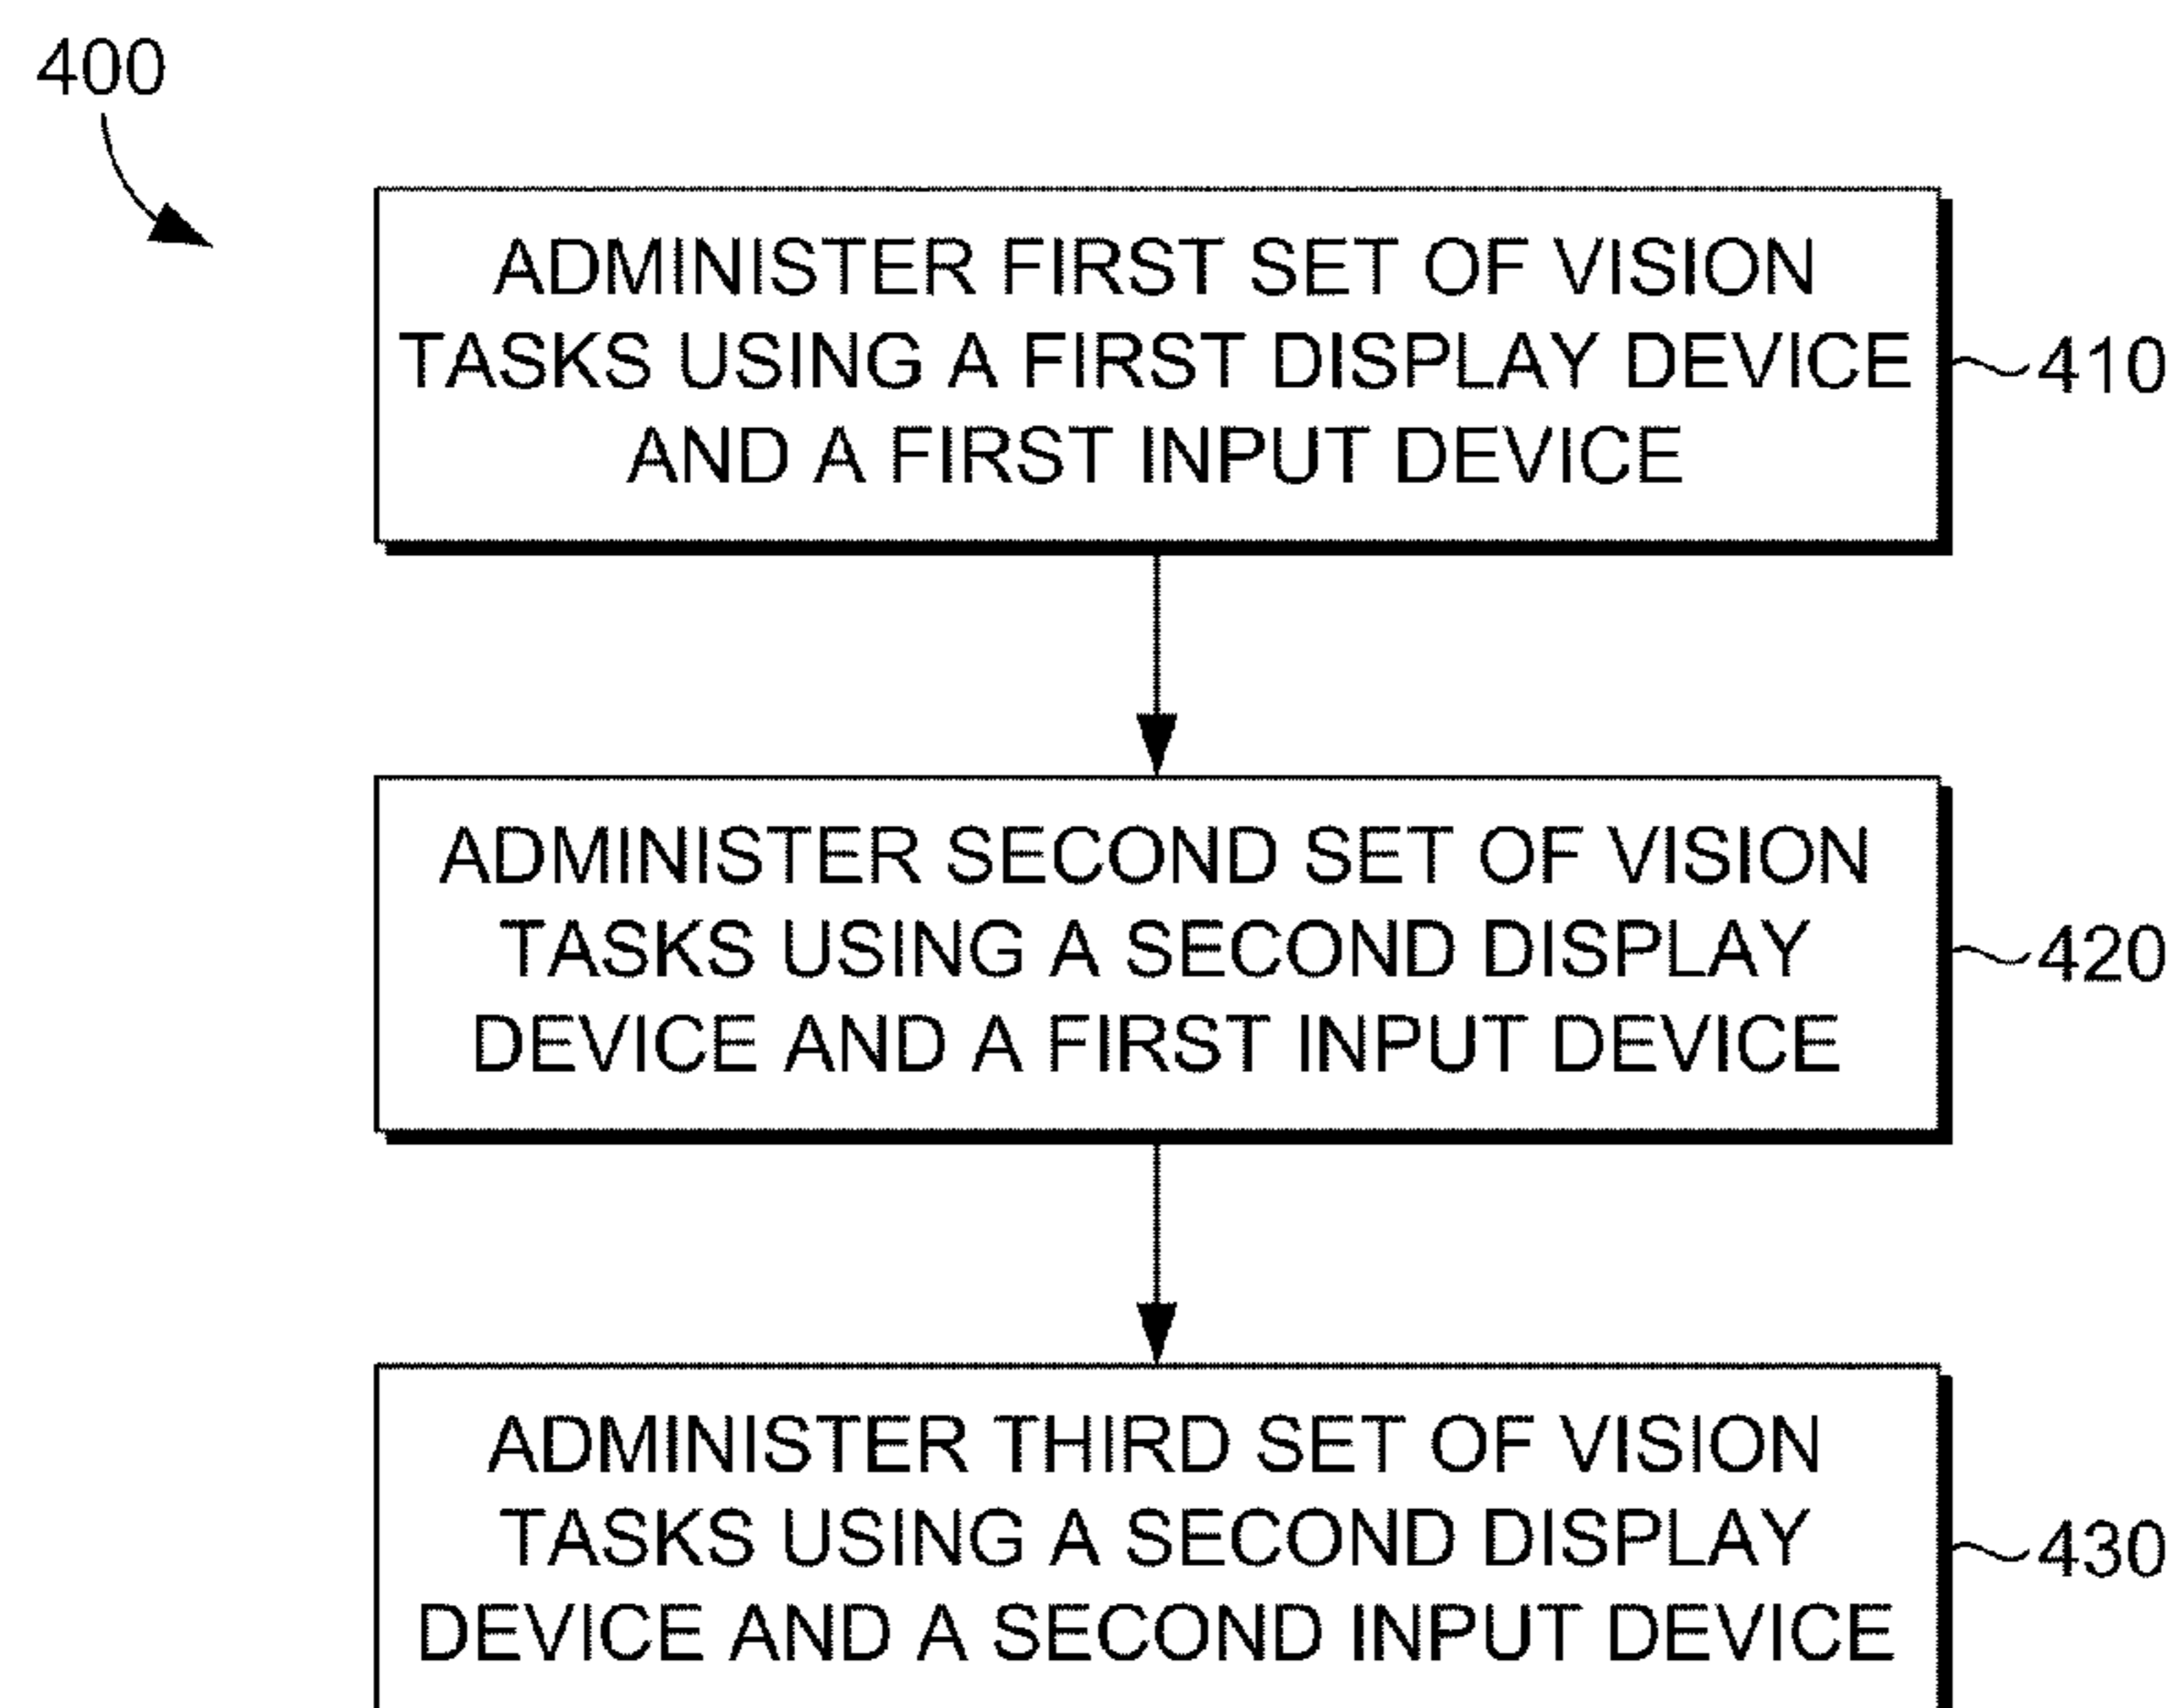 400
ADMINISTER FIRST SET OF VISION
TASKS USING A FIRST DISPLAY DEVICE
AND A FIRST INPUT DEVICE
410
ADMINISTER SECOND SET OF VISION
TASKS USING A SECOND DISPLAY
DEVICE AND A FIRST INPUT DEVICE
420
ADMINISTER THIRD SET OF VISION
TASKS USING A SECOND DISPLAY
DEVICE AND A SECOND INPUT DEVICE
430